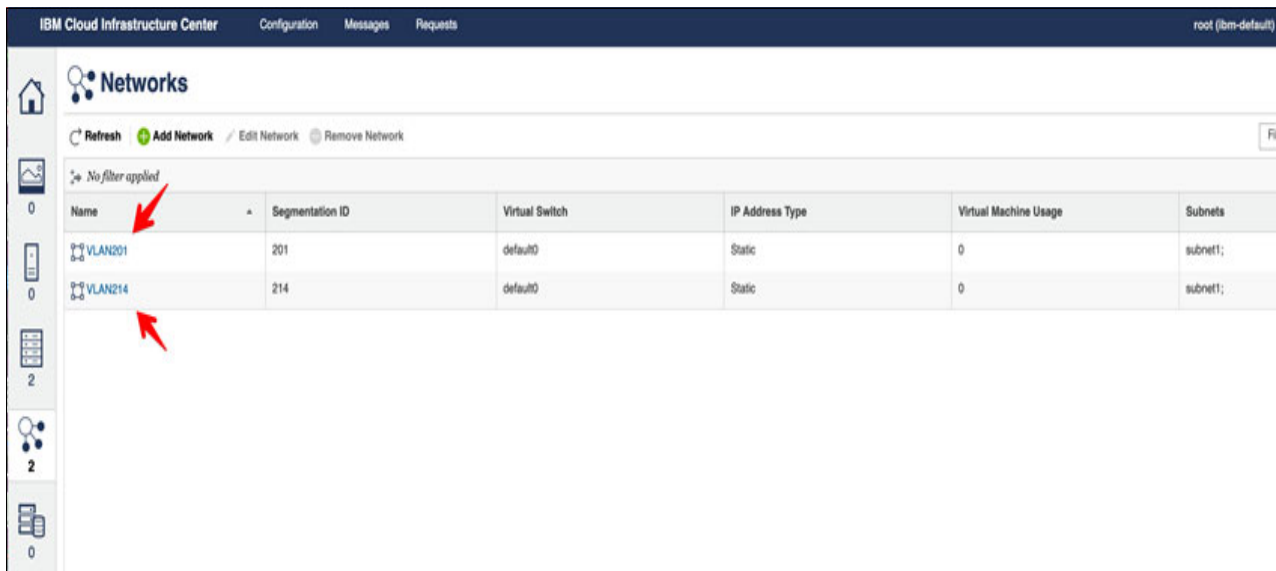 IBM Cloud Infrastructure Center Configuration Messages Requests root (ibm-default)
Networks
Refresh Add Network Edit Network Remove Network
No filter applied
Name Segmentation ID Virtual Switch IP Address Type Virtual Machine Usage Subnets
VLAN201 201 default0 Static 0 subnet1;
VLAN214 214 default0 Static 0 subnet1;
0
0
2
2
0